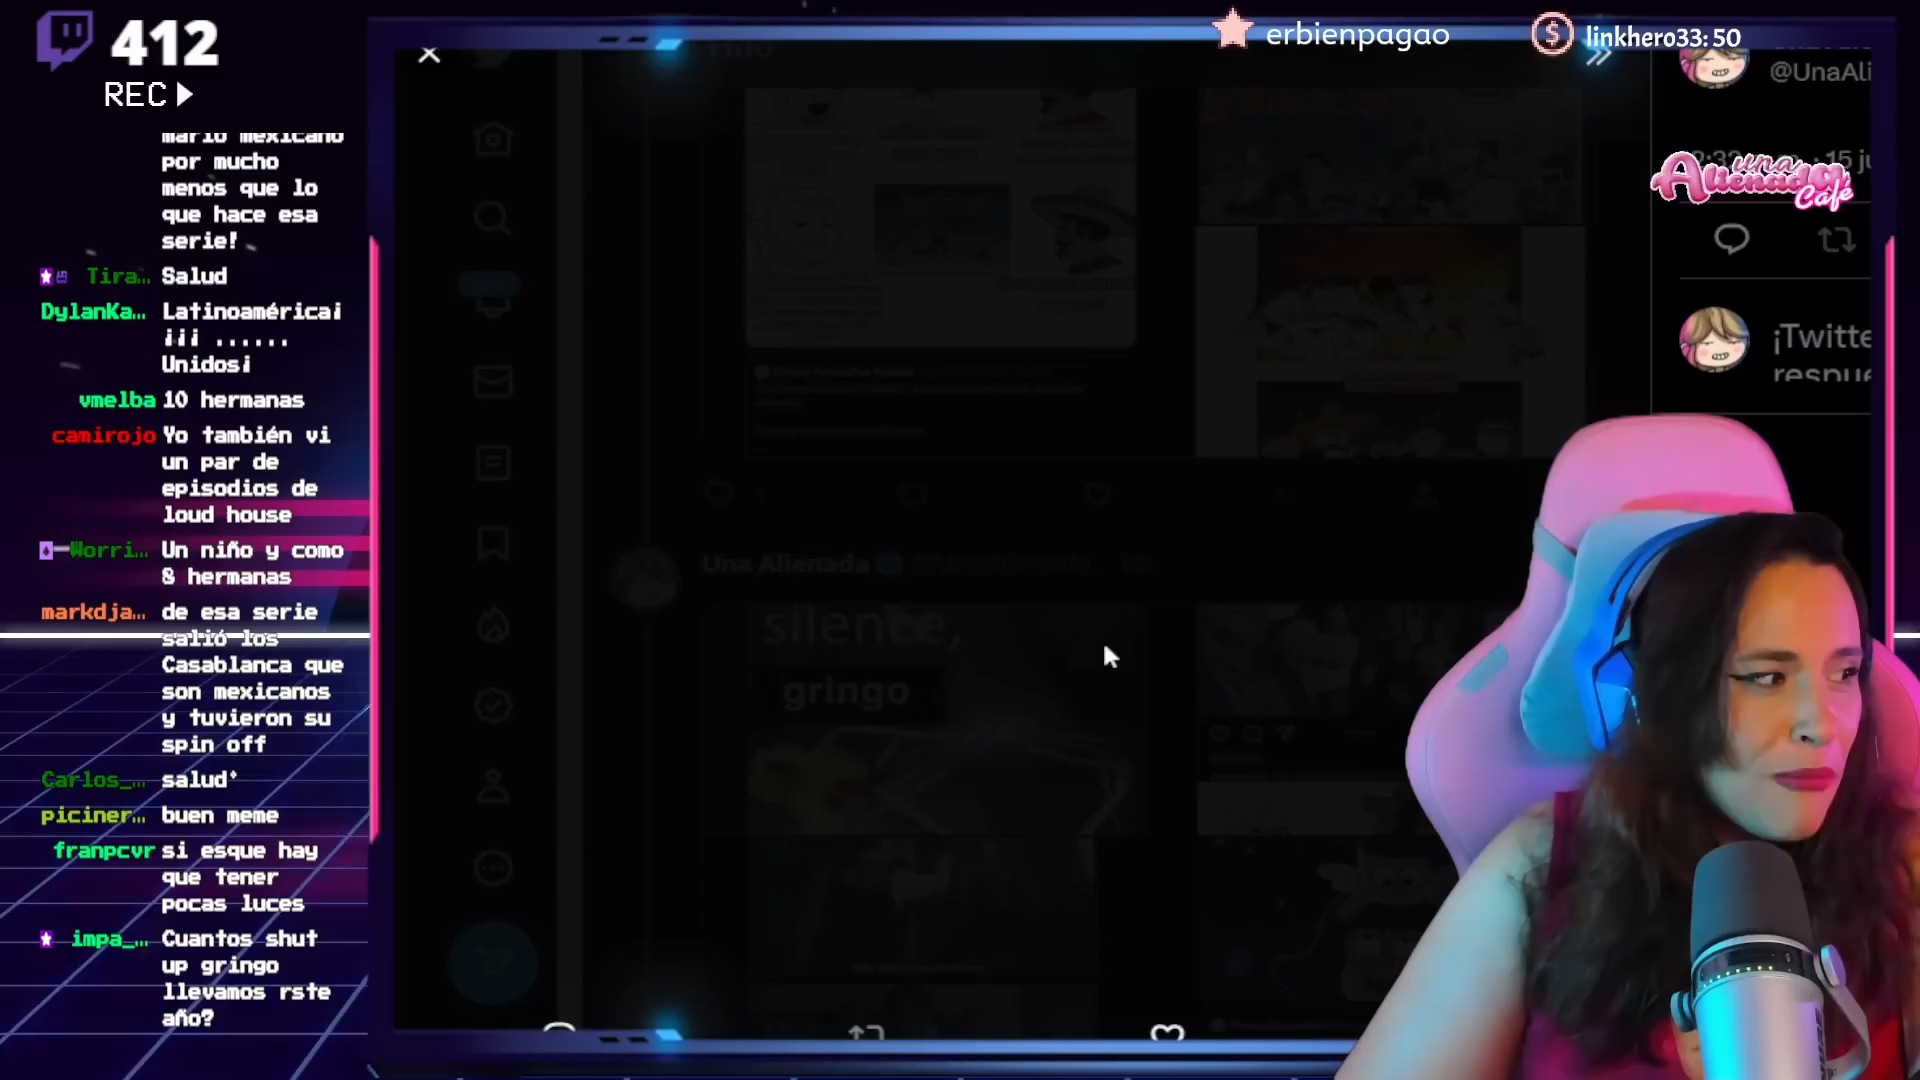 412
REC
erbienpagao
linkhero33: 50
mario mexicano
por mucho
menos que lo
que hace esa
serie!
Tira… Salud
DylanKa… Latinoamérica¡
¡¡¡ ......
Unidos¡
vmelba 10 hermanas
camirojo Yo también vi
un par de
episodios de
loud house
Worri… Un niño y como
8 hermanas
markdja… de esa serie
salió los
Casablanca que
son mexicanos
y tuvieron su
spin off
Carlos_… salud*
piciner… buen meme
franpcvr si esque hay
que tener
pocas luces
impa_… Cuantos shut
up gringo
llevamos rste
año?
Hilo
Una Alienada
silence,
gringo
@UnaAli
15 ju
una
Alienada
Café
¡Twitte
respue